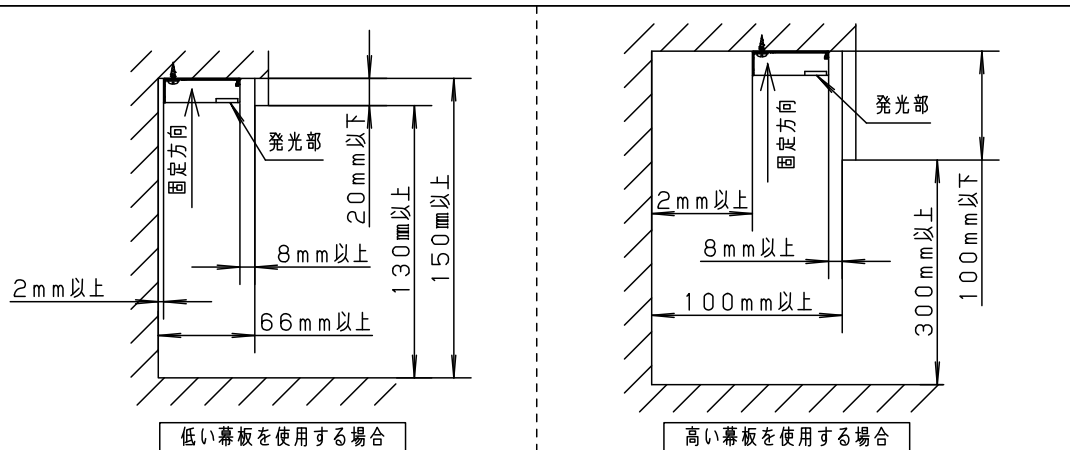 発光部
固定方向
20mm以下
130㎜以上
150㎜以上
8mm以上
2mm以上
66mm以上
低い幕板を使用する場合
発光部
固定方向
2mm以上
8mm以上
100mm以上
300mm以上
100mm以下
高い幕板を使用する場合